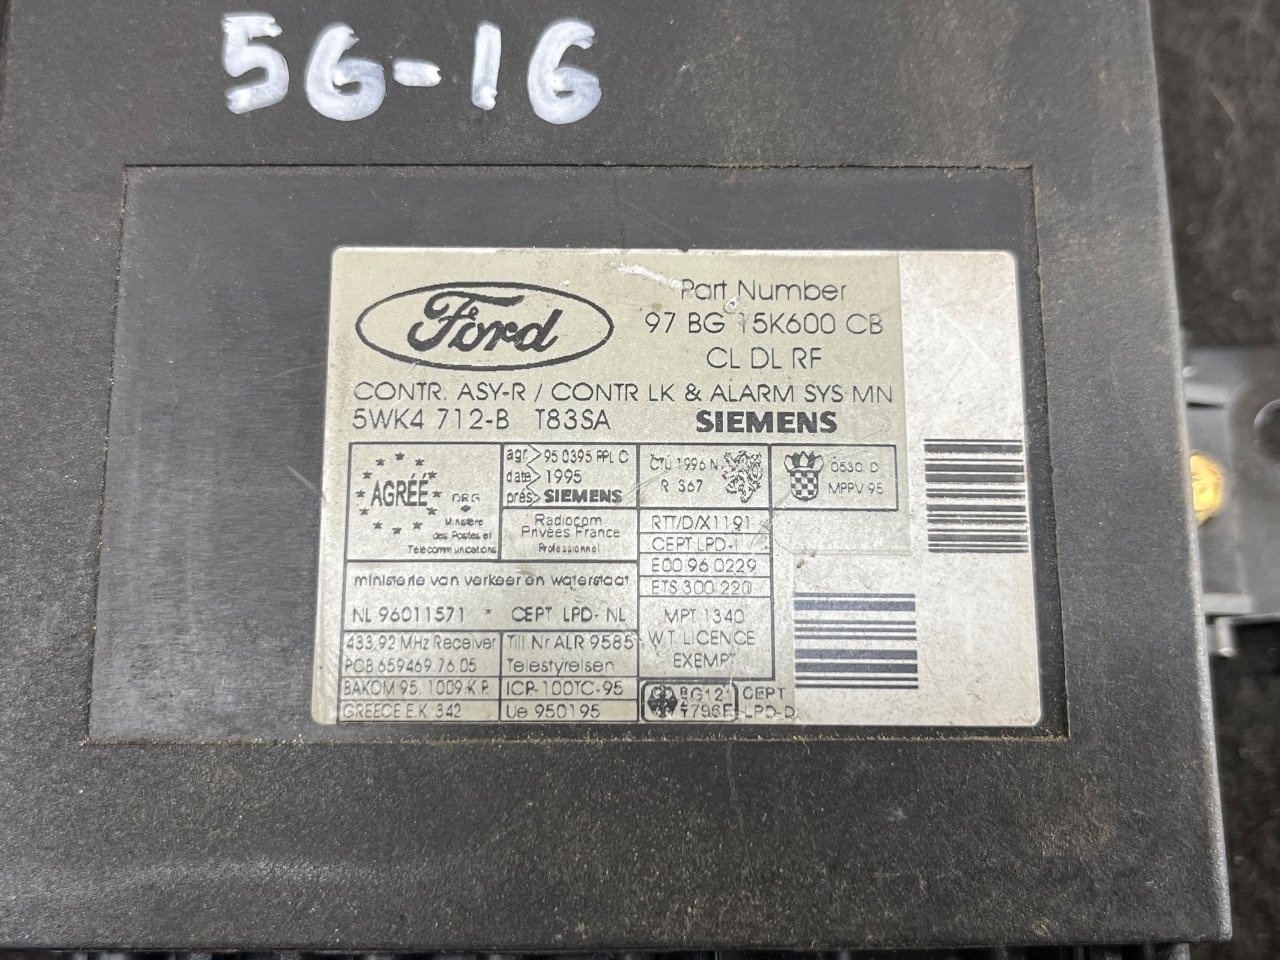 5G-16
Ford
Part Number
97 BG 15K600 CB
CL DL RF
CONTR. ASY-R / CONTR LK & ALARM SYS MN
5WK4 712-B T83SA SIEMENS
AGRÉÉ
DRG
Ministère
des Postes et
Télécommunications
agr> 95 0395 PPL 0
date> 1995
prés> SIEMENS
Radiocom
Privées France
Professionnel
CTU 1996 N
R 367
0530 D
MPPV 95
RTT/D/X1191
CEPT LPD-I
E00 96 0229
ETS 300 220
ministerie van verkeer en waterstaat
NL 96011571 * CEPT LPD- NL
MPT 1340
W.T. LICENCE
EXEMPT
433,92 MHz Receiver
PCB 659469.76.05
BAKOM 95.1009.K.P.
GREECE E.K. 342
Till.Nr ALR 9585
Telestyrelsen
ICP-100TC-95
Ue 950195
CEPT
LPD-D